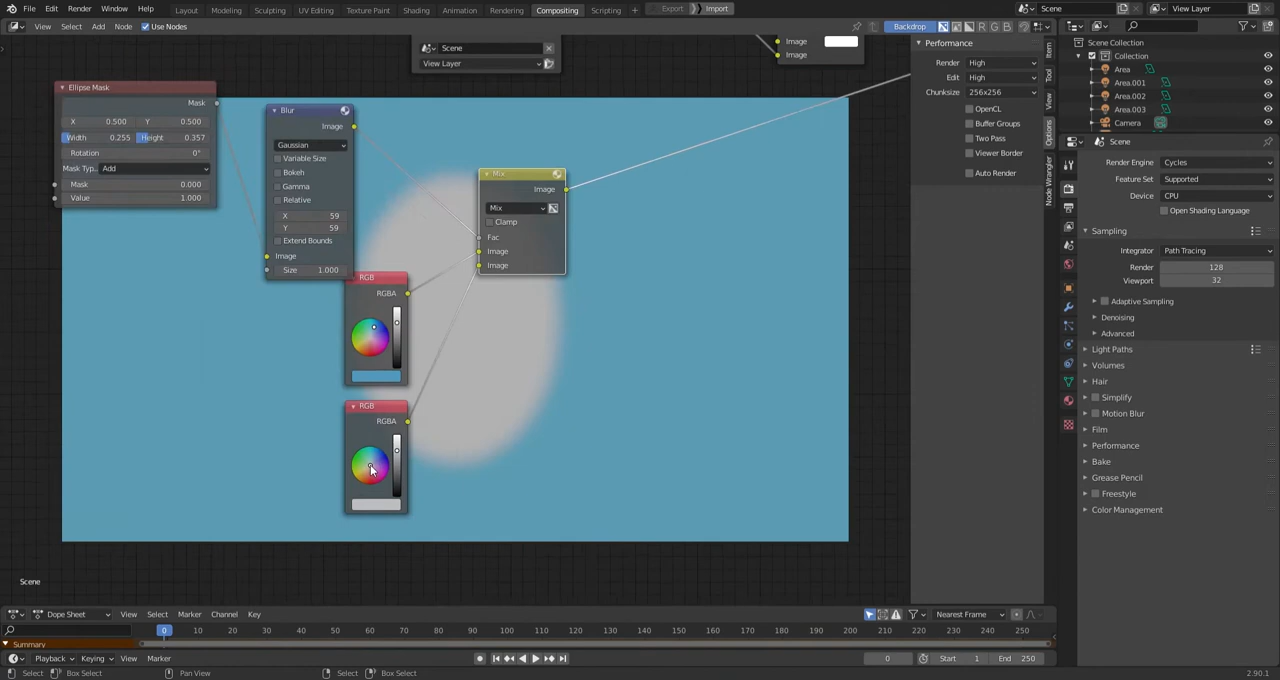 File Edit Render Window Help Layout Modeling Sculpting UV Editing Texture Paint Shading Animation Rendering Compositing Scripting Export Import Scene View Layer
View Select Add Node Use Nodes Backdrop R G B
Scene
View Layer
Image
Image
Ellipse Mask
Mask
X 0.500 Y 0.500
Width 0.255 Height 0.357
Rotation 0°
Mask Typ.. Add
Mask 0.000
Value 1.000
Blur
Image
Gaussian
Variable Size
Bokeh
Gamma
Relative
X 59
Y 59
Extend Bounds
Image
Size 1.000
Mix
Image
Mix
Clamp
Fac
Image
Image
RGB
RGBA
RGB
RGBA
Scene
Performance
Render High
Edit High
Chunksize 256x256
OpenCL
Buffer Groups
Two Pass
Viewer Border
Auto Render
Item
Tool
View
Options
Node Wrangler
Scene Collection
Collection
Area
Area.001
Area.002
Area.003
Camera
Scene
Render Engine Cycles
Feature Set Supported
Device CPU
Open Shading Language
Sampling
Integrator Path Tracing
Render 128
Viewport 32
Adaptive Sampling
Denoising
Advanced
Light Paths
Volumes
Hair
Simplify
Motion Blur
Film
Performance
Bake
Grease Pencil
Freestyle
Color Management
Dope Sheet View Select Marker Channel Key Nearest Frame
0 10 20 30 40 50 60 70 80 90 100 110 120 130 140 150 160 170 180 190 200 210 220 230 240 250
Summary
Playback Keying View Marker 0 Start 1 End 250
Select Box Select Pan View Select Box Select 2.90.1